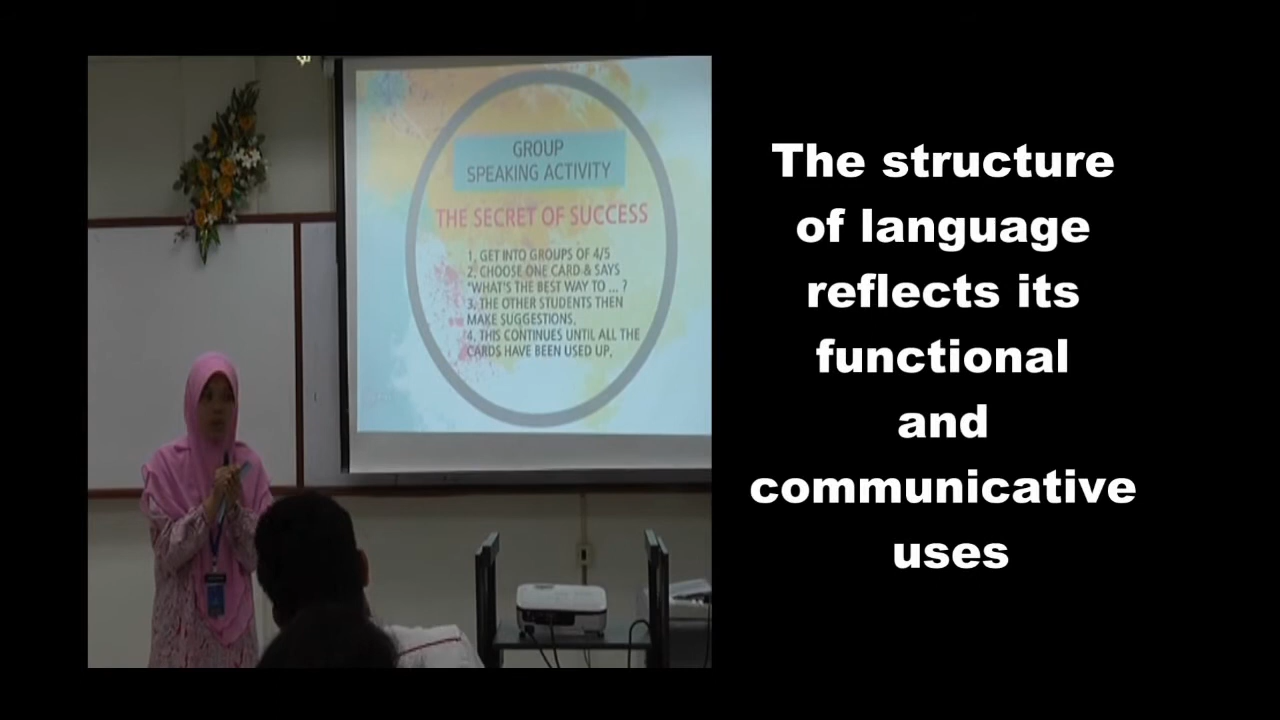 GROUP
SPEAKING ACTIVITY
THE SECRET OF SUCCESS
1. GET INTO GROUPS OF 4/5
2. CHOOSE ONE CARD & SAYS
"WHAT'S THE BEST WAY TO ... ?
3. THE OTHER STUDENTS THEN
MAKE SUGGESTIONS.
4. THIS CONTINUES UNTIL ALL THE
CARDS HAVE BEEN USED UP.
The structure
of language
reflects its
functional
and
communicative
uses